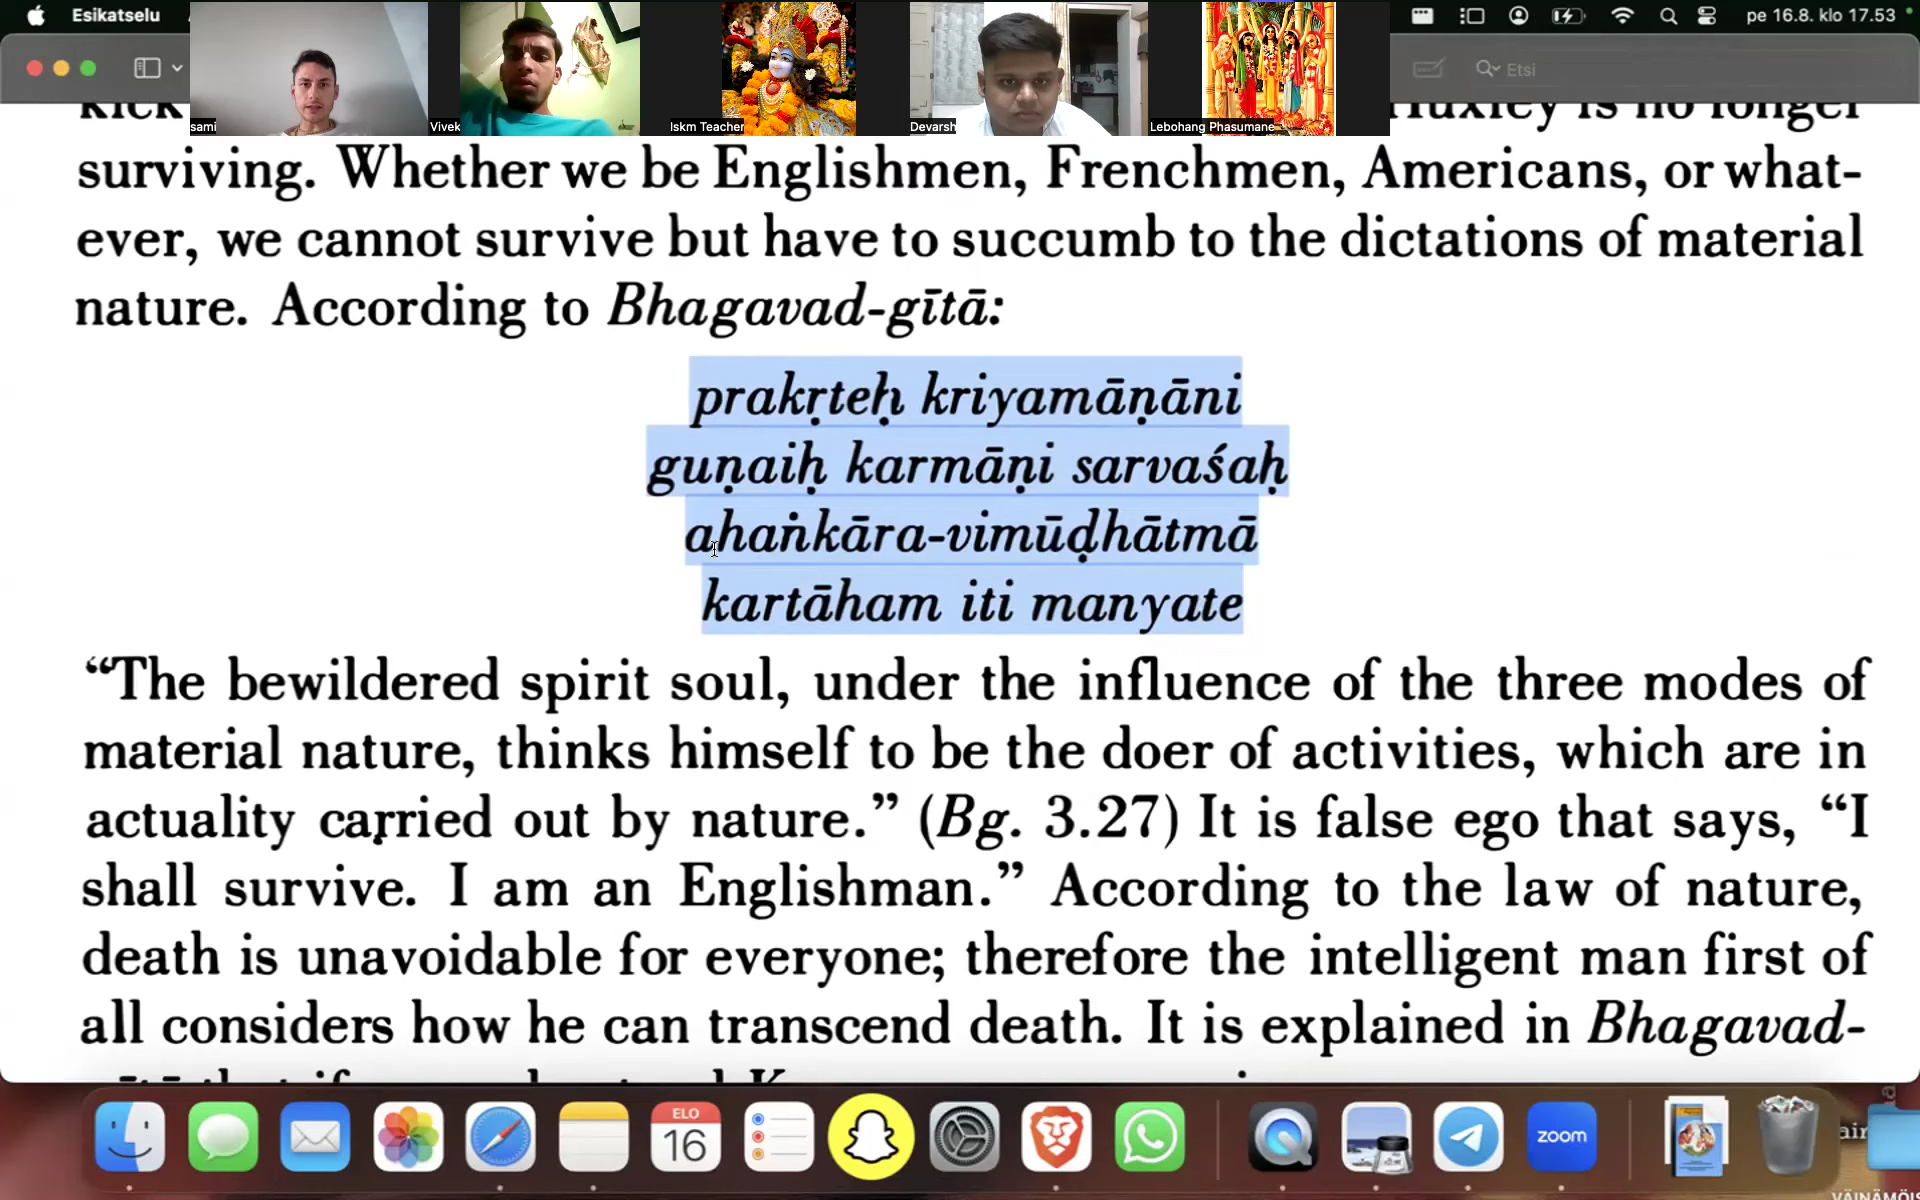 Esikatselu
pe 16.8. klo 17.53
Etsi
sami
Vivek
Iskm Teacher
Devarsh
Lebohang Phasumane
kick
Huxley is no longer
surviving. Whether we be Englishmen, Frenchmen, Americans, or what-
ever, we cannot survive but have to succumb to the dictations of material
nature. According to Bhagavad-gītā:
prakṛteḥ kriyamāṇāni
guṇaiḥ karmāṇi sarvaśaḥ
ahaṅkāra-vimūḍhātmā
kartāham iti manyate
“The bewildered spirit soul, under the influence of the three modes of
material nature, thinks himself to be the doer of activities, which are in
actuality carried out by nature.” (Bg. 3.27) It is false ego that says, “I
shall survive. I am an Englishman.” According to the law of nature,
death is unavoidable for everyone; therefore the intelligent man first of
all considers how he can transcend death. It is explained in Bhagavad-
ELO
16
zoom